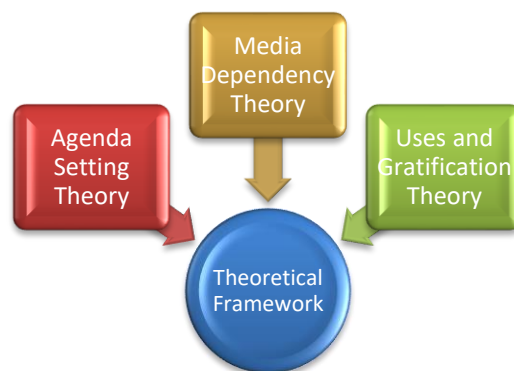 Media
Dependency
Theory
Agenda
Setting
Theory
Uses and
Gratification
Theory
Theoretical
Framework